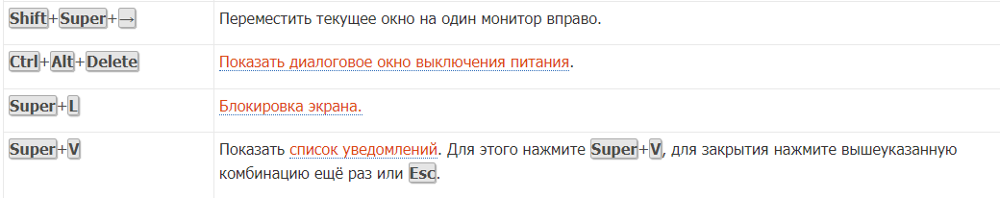 Shift+Super+→ Переместить текущее окно на один монитор вправо.
Ctrl+Alt+Delete Показать диалоговое окно выключения питания.
Super+L Блокировка экрана.
Super+V Показать список уведомлений. Для этого нажмите Super+V, для закрытия нажмите вышеуказанную
комбинацию ещё раз или Esc.